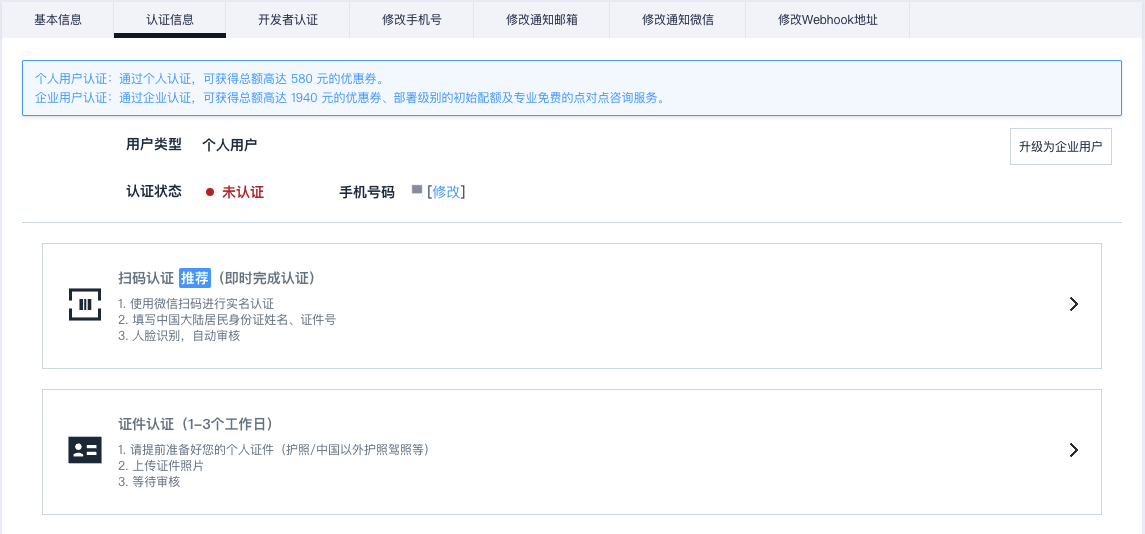 基本信息 认证信息 开发者认证 修改手机号 修改通知邮箱 修改通知微信 修改Webhook地址
个人用户认证：通过个人认证，可获得总额高达 580 元的优惠券。
企业用户认证：通过企业认证，可获得总额高达 1940 元的优惠券、部署级别的初始配额及专业免费的点对点咨询服务。
用户类型 个人用户 升级为企业用户
认证状态 未认证 手机号码 [修改]
扫码认证 推荐（即时完成认证）
1. 使用微信扫码进行实名认证
2. 填写中国大陆居民身份证姓名、证件号
3. 人脸识别，自动审核
证件认证（1-3个工作日）
1. 请提前准备好您的个人证件（护照/中国以外护照驾照等）
2. 上传证件照片
3. 等待审核